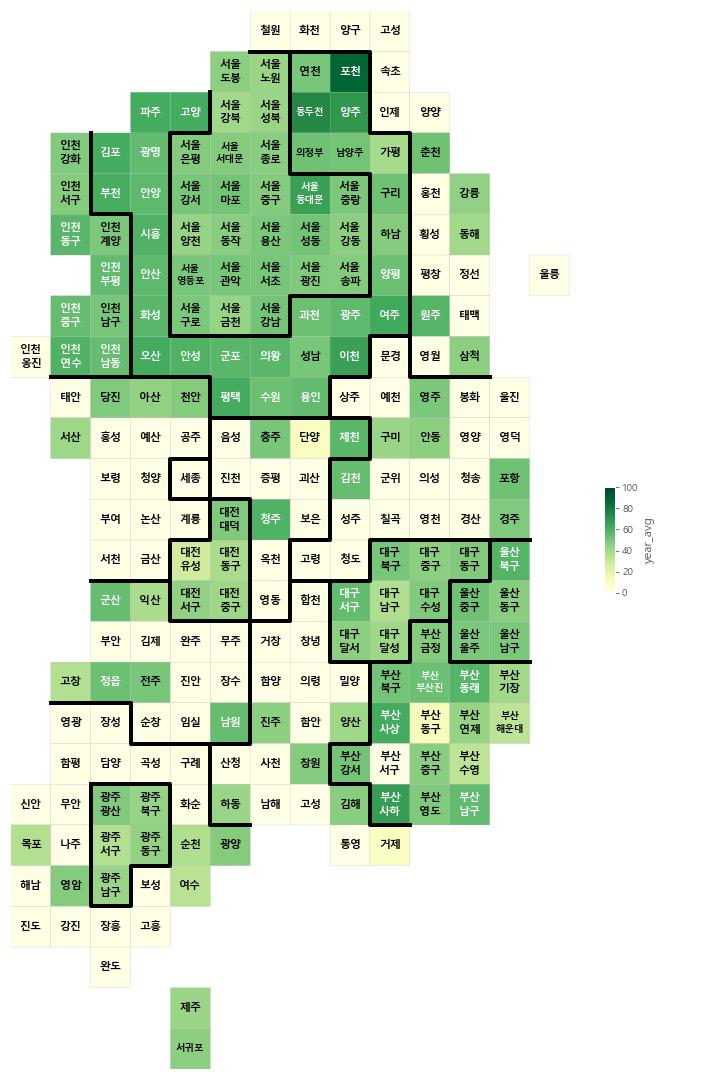 철원 화천 양구 고성
서울 도봉 서울 노원 연천 포천 속초
파주 고양 서울 강북 서울 성북 동두천 양주 인제 양양
인천 강화 김포 광명 서울 은평 서울 서대문 서울 종로 의정부 남양주 가평 춘천
인천 서구 부천 안양 서울 강서 서울 마포 서울 중구 서울 동대문 서울 중랑 구리 홍천 강릉
인천 동구 인천 계양 시흥 서울 양천 서울 동작 서울 용산 서울 성동 서울 강동 하남 횡성 동해
인천 부평 안산 서울 영등포 서울 관악 서울 서초 서울 광진 서울 송파 양평 평창 정선 울릉
인천 중구 인천 남구 화성 서울 구로 서울 금천 서울 강남 과천 광주 여주 원주 태백
인천 옹진 인천 연수 인천 남동 오산 안성 군포 의왕 성남 이천 문경 영월 삼척
태안 당진 아산 천안 평택 수원 용인 상주 예천 영주 봉화 울진
서산 홍성 예산 공주 음성 충주 단양 제천 구미 안동 영양 영덕
보령 청양 세종 진천 증평 괴산 김천 군위 의성 청송 포항
부여 논산 계룡 대전 대덕 청주 보은 성주 칠곡 영천 경산 경주
서천 금산 대전 유성 대전 동구 옥천 고령 청도 대구 북구 대구 중구 대구 동구 울산 북구
군산 익산 대전 서구 대전 중구 영동 합천 대구 서구 대구 남구 대구 수성 울산 중구 울산 동구
부안 김제 완주 무주 거창 창녕 대구 달서 대구 달성 부산 금정 울산 울주 울산 남구
고창 정읍 전주 진안 장수 함양 의령 밀양 부산 북구 부산 부산진 부산 동래 부산 기장
영광 장성 순창 임실 남원 진주 함안 양산 부산 사상 부산 동구 부산 연제 부산 해운대
함평 담양 곡성 구례 산청 사천 창원 부산 강서 부산 서구 부산 중구 부산 수영
신안 무안 광주 광산 광주 북구 화순 하동 남해 고성 김해 부산 사하 부산 영도 부산 남구
목포 나주 광주 서구 광주 동구 순천 광양 통영 거제
해남 영암 광주 남구 보성 여수
진도 강진 장흥 고흥
완도
제주
서귀포
100
80
60
40
20
0
year_avg